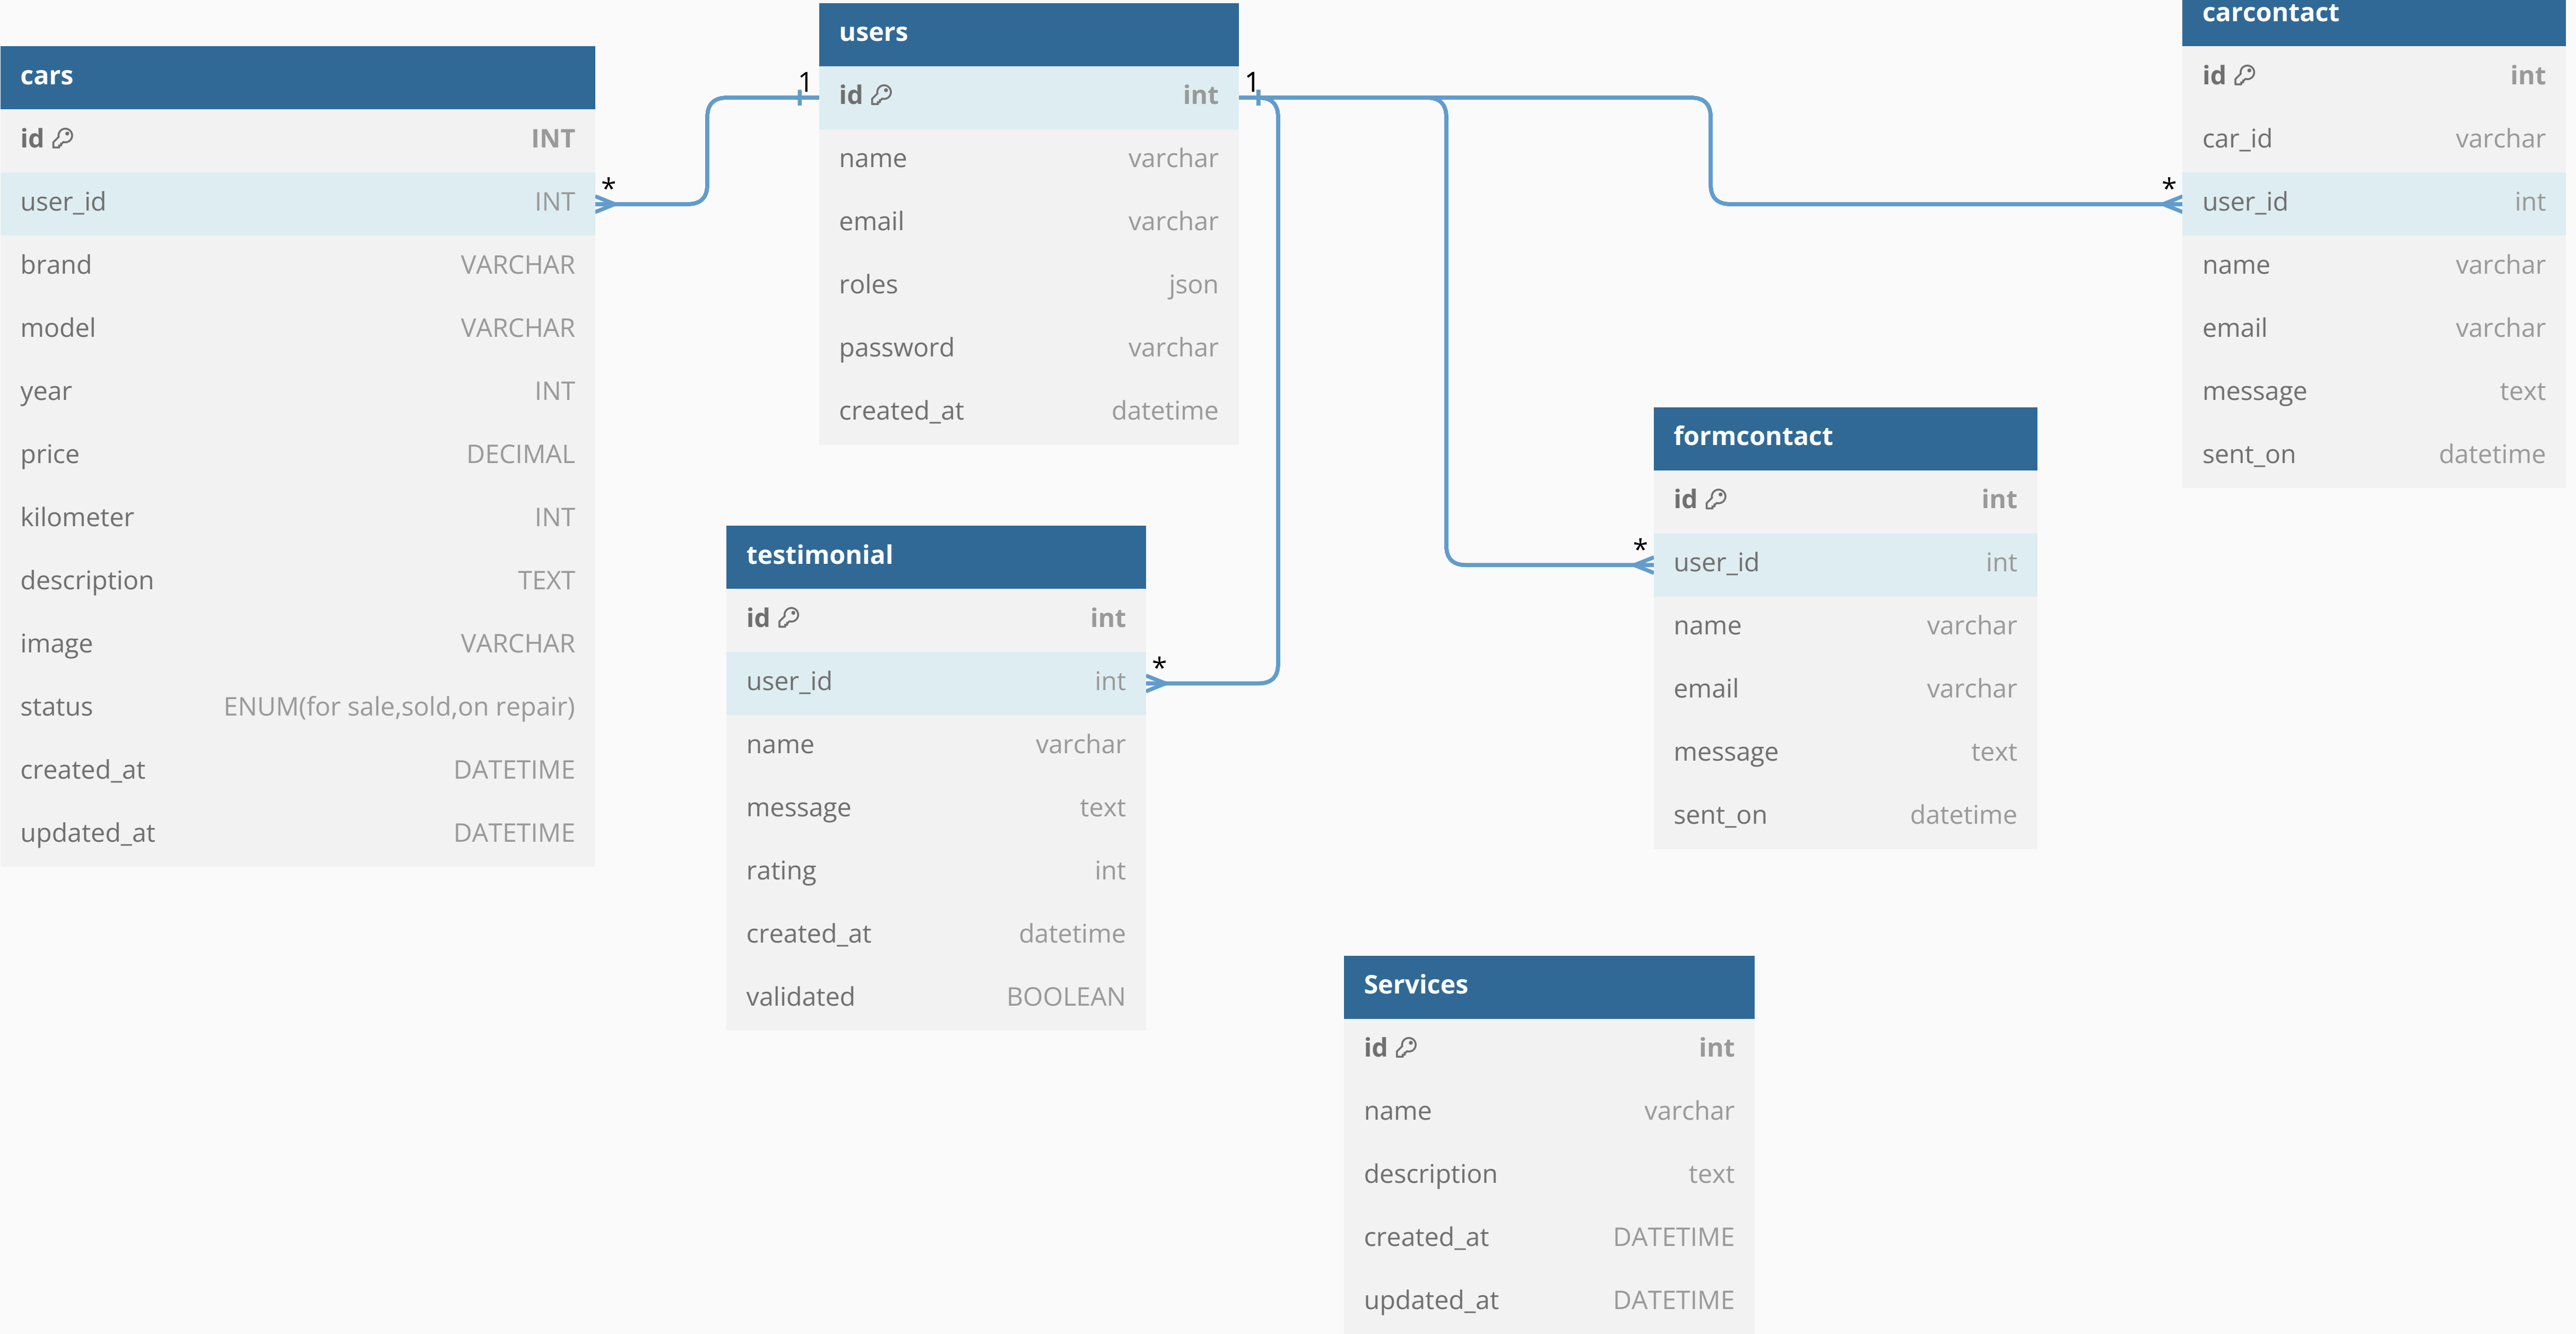 cars
id INT
user_id INT
brand VARCHAR
model VARCHAR
year INT
price DECIMAL
kilometer INT
description TEXT
image VARCHAR
status ENUM(for sale,sold,on repair)
created_at DATETIME
updated_at DATETIME
*
1
users
id int
name varchar
email varchar
roles json
password varchar
created_at datetime
1
testimonial
id int
user_id int
name varchar
message text
rating int
created_at datetime
validated BOOLEAN
*
*
formcontact
id int
user_id int
name varchar
email varchar
message text
sent_on datetime
Services
id int
name varchar
description text
created_at DATETIME
updated_at DATETIME
*
carcontact
id int
car_id varchar
user_id int
name varchar
email varchar
message text
sent_on datetime